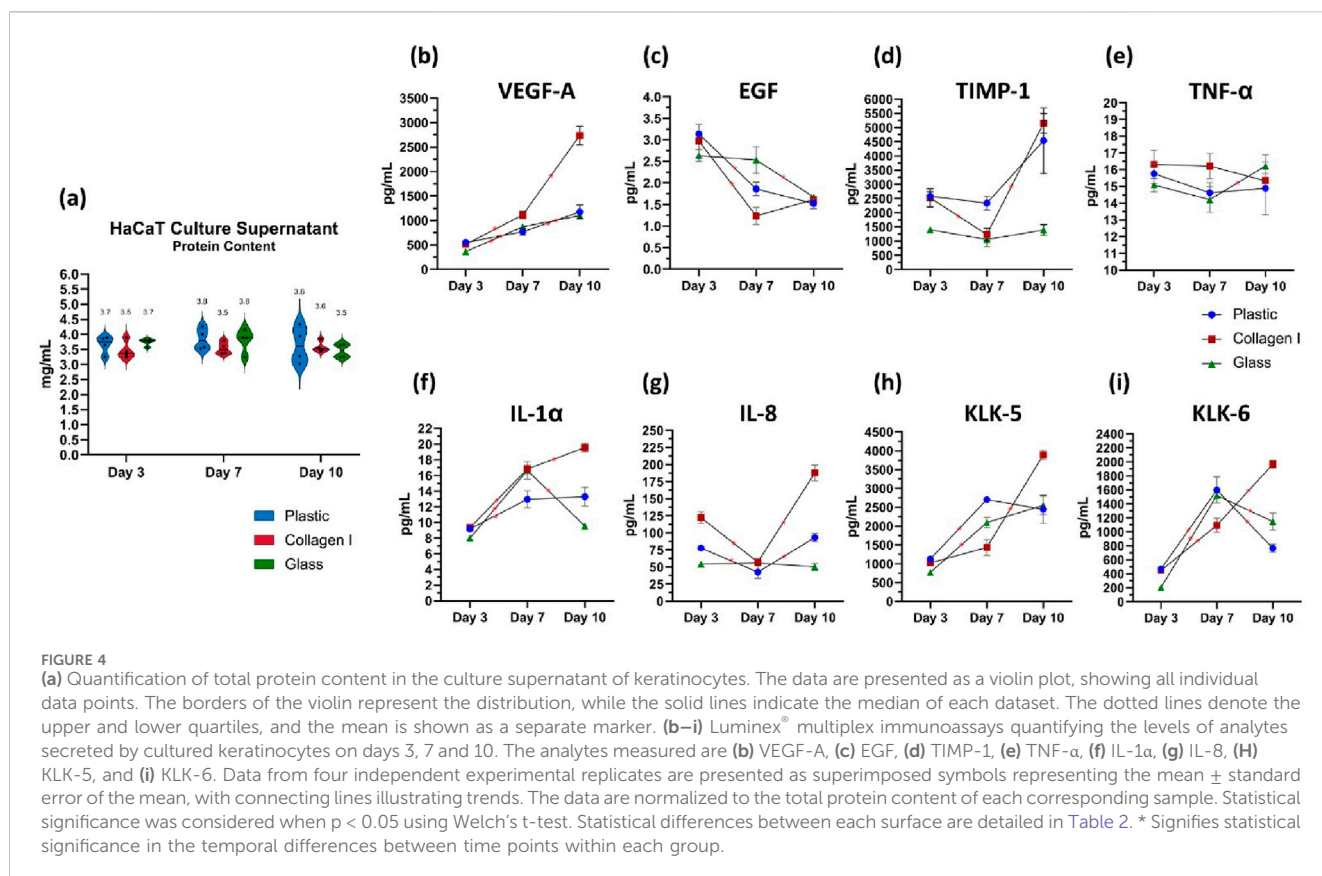 (a)
HaCaT Culture Supernatant
Protein Content
mg/mL
6.0
5.5
5.0
4.5
4.0
3.5
3.0
2.5
2.0
1.5
1.0
0.5
0.0
3.7 3.5 3.7
3.8 3.5 3.8
3.6 3.6 3.5
Day 3 Day 7 Day 10
Plastic
Collagen I
Glass
(b)
VEGF-A
pg/mL
3500
3000
2500
2000
1500
1000
500
0
Day 3 Day 7 Day 10
(c)
EGF
pg/mL
4.0
3.5
3.0
2.5
2.0
1.5
1.0
0.5
0.0
Day 3 Day 7 Day 10
(d)
TIMP-1
pg/mL
6000
5500
5000
4500
4000
3500
3000
2500
2000
1500
1000
500
0
Day 3 Day 7 Day 10
(e)
TNF-α
pg/mL
16
15
17
16
15
14
13
12
11
10
Day 3 Day 7 Day 10
Plastic
Collagen I
Glass
(f)
IL-1α
pg/mL
22
20
18
16
14
12
10
8
6
4
2
0
Day 3 Day 7 Day 10
(g)
IL-8
pg/mL
250
225
200
175
150
125
100
75
50
25
0
Day 3 Day 7 Day 10
(h)
KLK-5
pg/mL
4500
4000
3500
3000
2500
2000
1500
1000
500
0
Day 3 Day 7 Day 10
(i)
KLK-6
pg/mL
2400
2200
2000
1800
1600
1400
1200
1000
800
600
400
200
0
Day 3 Day 7 Day 10
FIGURE 4
(a) Quantification of total protein content in the culture supernatant of keratinocytes. The data are presented as a violin plot, showing all individual
data points. The borders of the violin represent the distribution, while the solid lines indicate the median of each dataset. The dotted lines denote the
upper and lower quartiles, and the mean is shown as a separate marker. (b–i) Luminex® multiplex immunoassays quantifying the levels of analytes
secreted by cultured keratinocytes on days 3, 7 and 10. The analytes measured are (b) VEGF-A, (c) EGF, (d) TIMP-1, (e) TNF-α, (f) IL-1α, (g) IL-8, (H)
KLK-5, and (i) KLK-6. Data from four independent experimental replicates are presented as superimposed symbols representing the mean ± standard
error of the mean, with connecting lines illustrating trends. The data are normalized to the total protein content of each corresponding sample. Statistical
significance was considered when p < 0.05 using Welch's t-test. Statistical differences between each surface are detailed in Table 2. * Signifies statistical
significance in the temporal differences between time points within each group.